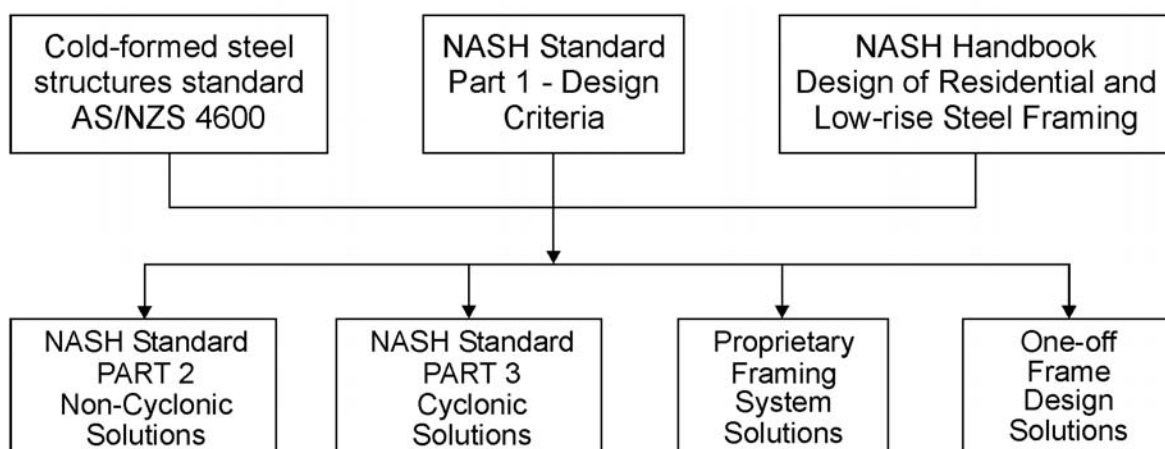 Cold-formed steel
structures standard
AS/NZS 4600
NASH Standard
Part 1 - Design
Criteria
NASH Handbook
Design of Residential and
Low-rise Steel Framing
NASH Standard
PART 2
Non-Cyclonic
Solutions
NASH Standard
PART 3
Cyclonic
Solutions
Proprietary
Framing
System
Solutions
One-off
Frame
Design
Solutions